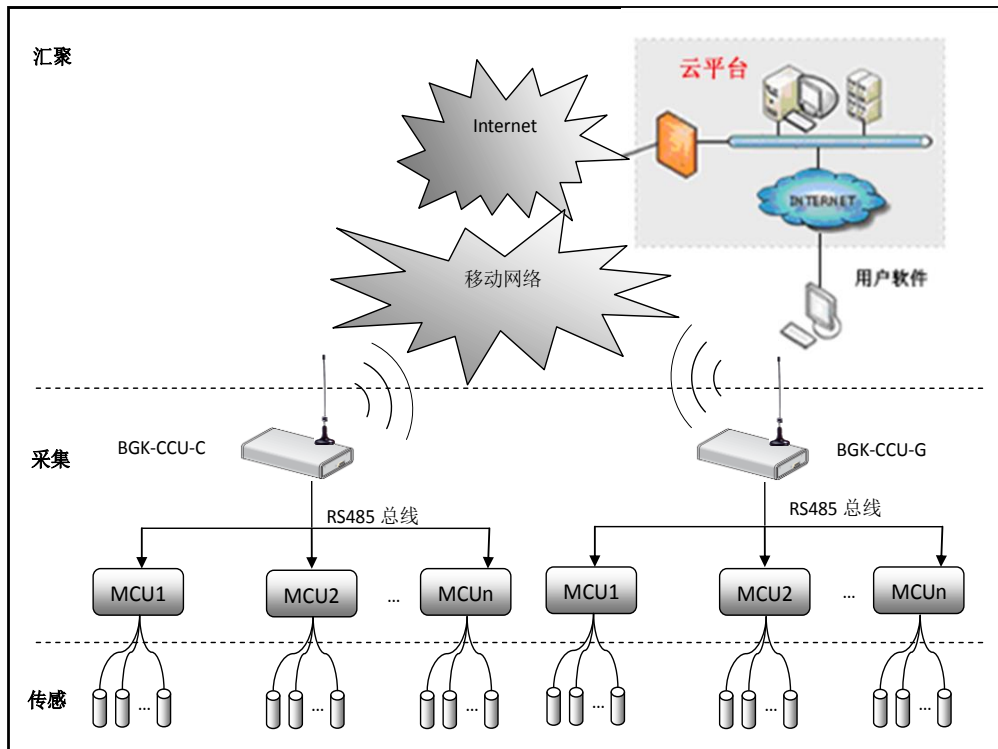 汇聚
云平台
Internet
INTERNET
移动网络
用户软件
采集
BGK-CCU-C
BGK-CCU-G
RS485 总线
RS485 总线
MCU1
MCU2
...
MCUn
MCU1
MCU2
...
MCUn
传感
...
...
...
...
...
...